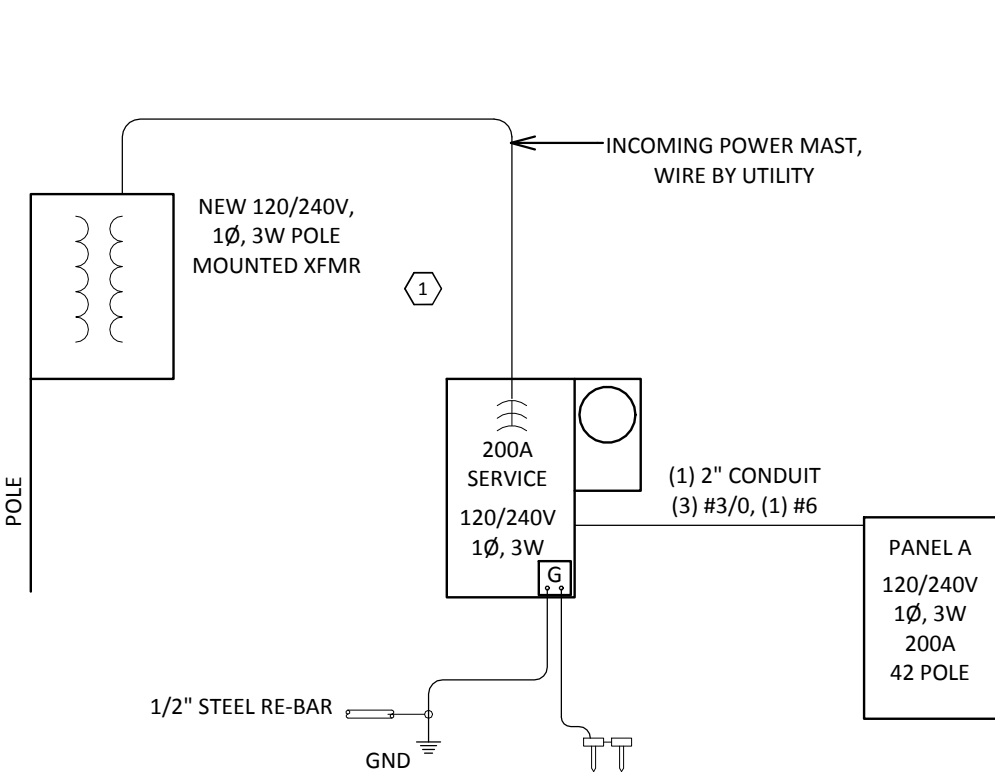 INCOMING POWER MAST,
WIRE BY UTILITY
NEW 120/240V,
1Ø, 3W POLE
MOUNTED XFMR
1
POLE
200A
SERVICE
120/240V
1Ø, 3W
G
(1) 2" CONDUIT
(3) #3/0, (1) #6
PANEL A
120/240V
1Ø, 3W
200A
42 POLE
1/2" STEEL RE-BAR
GND